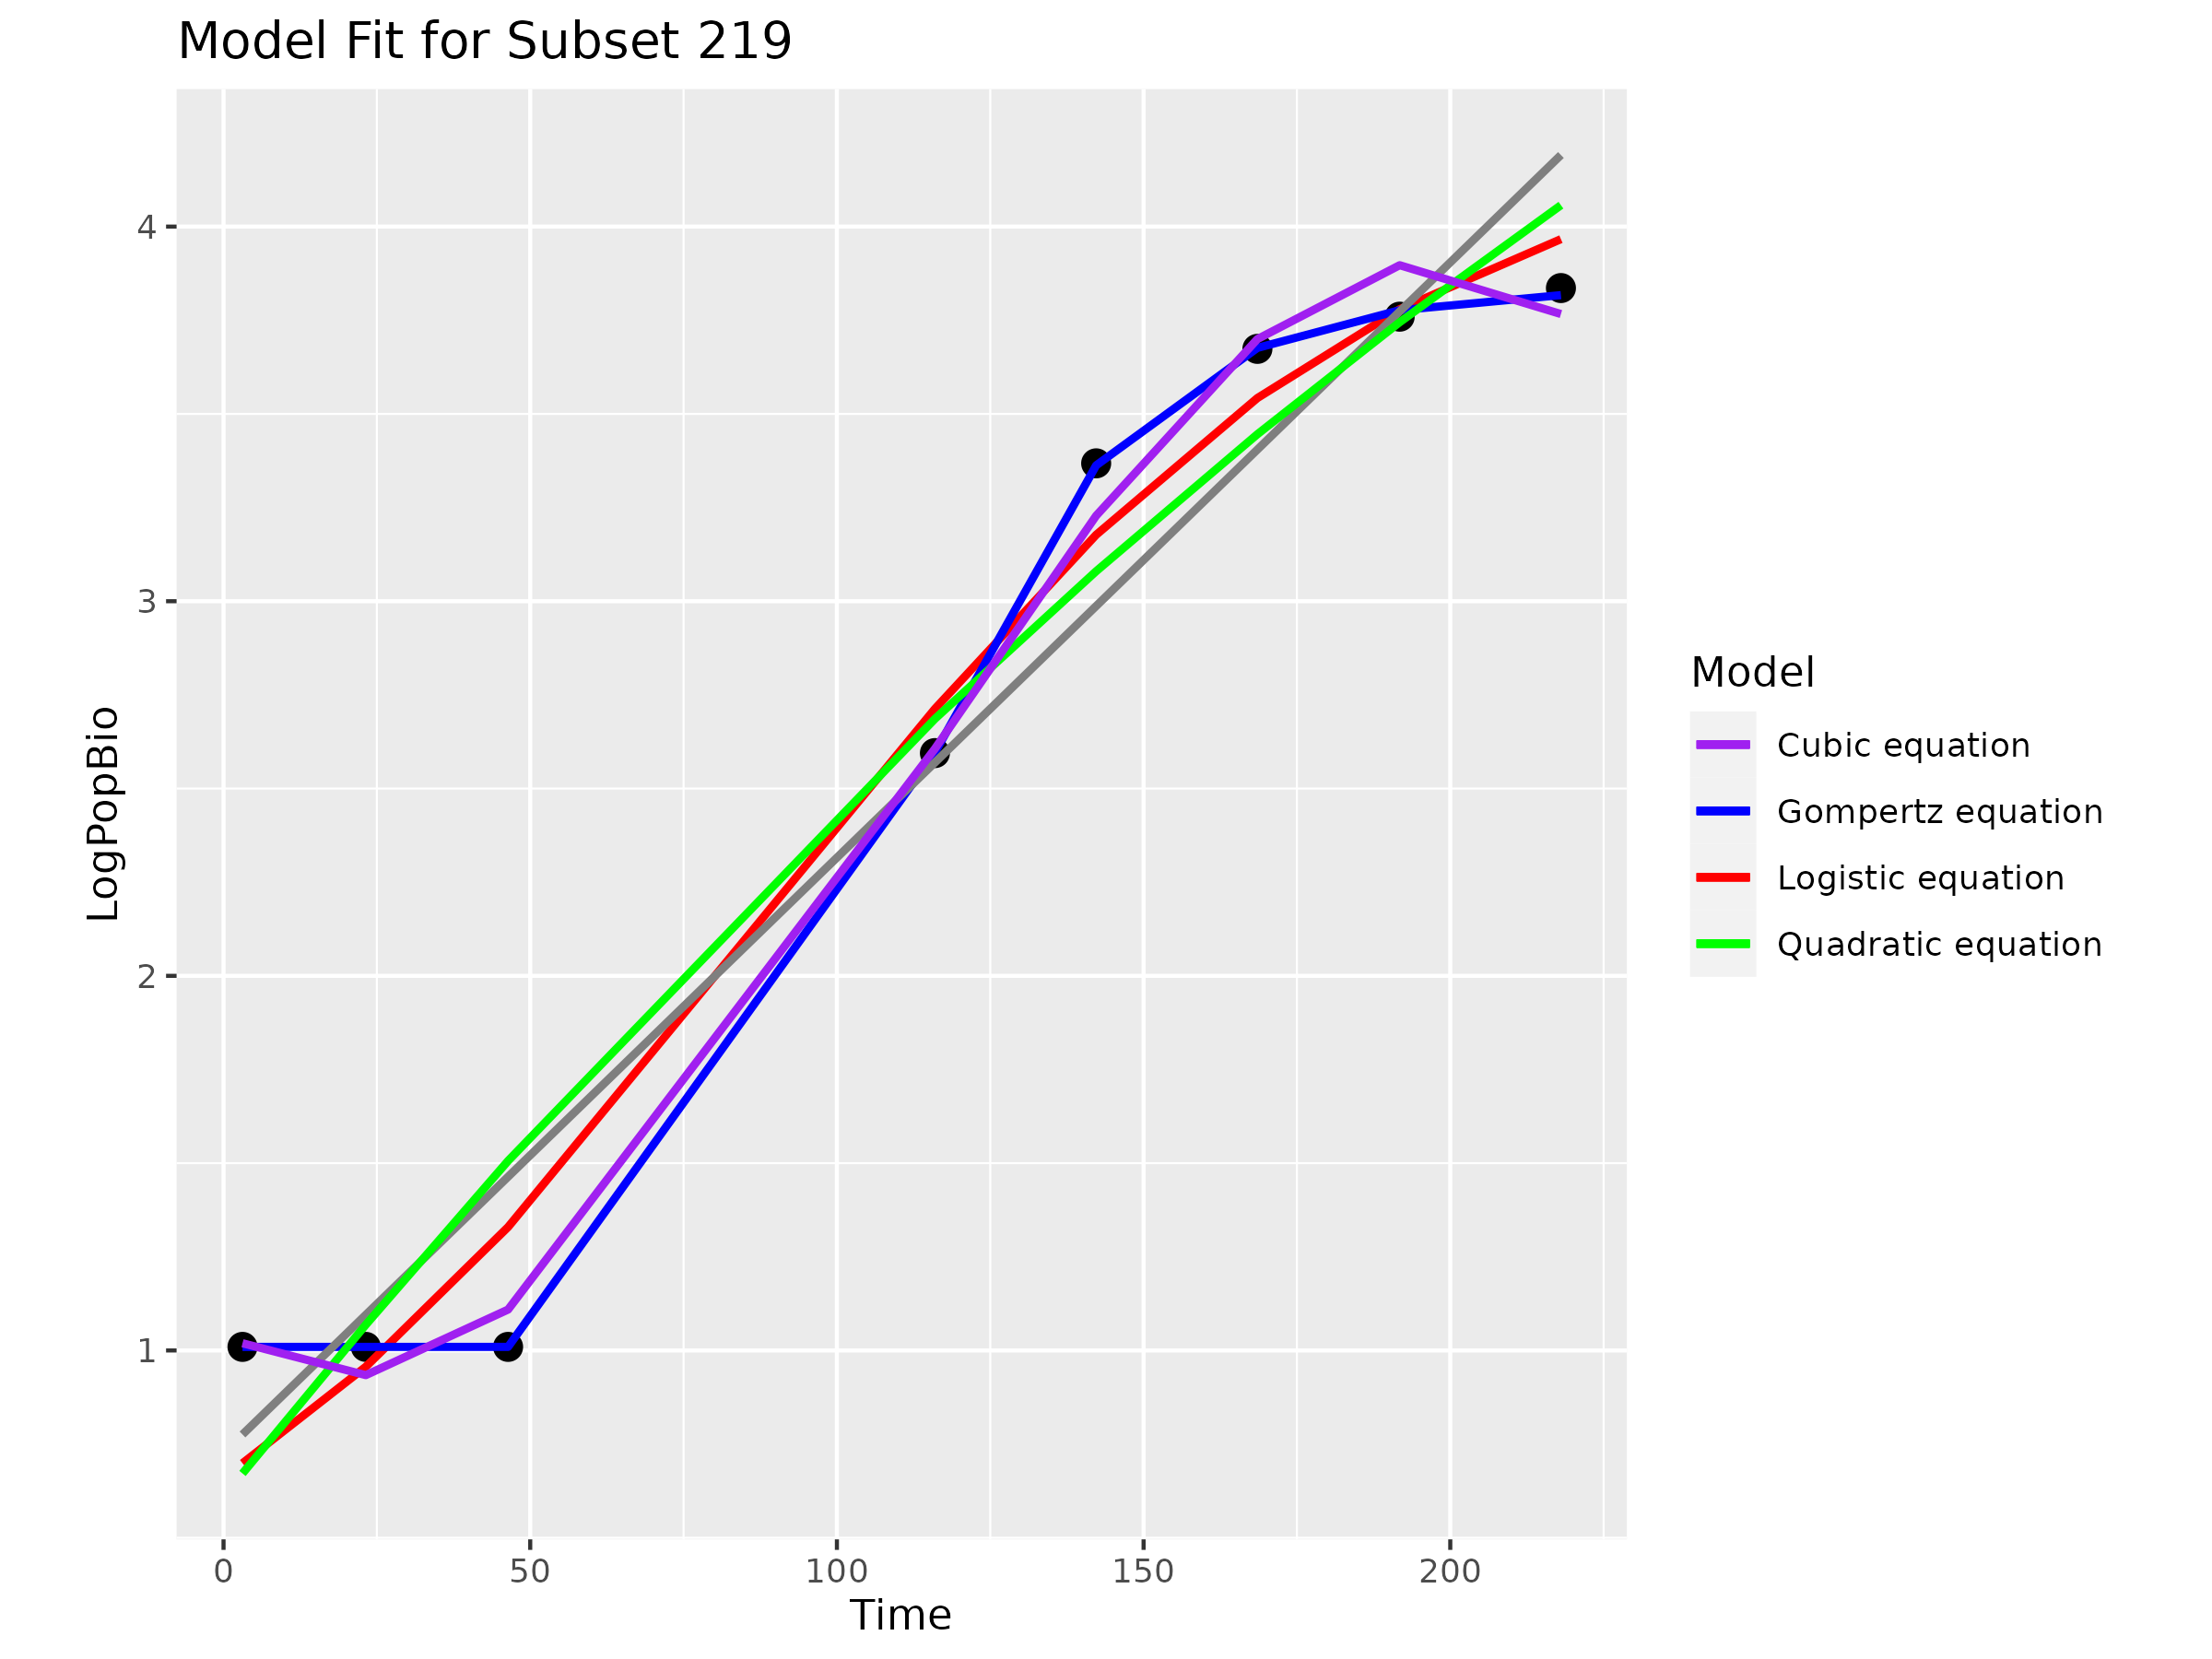 Model Fit for Subset 219
4
3
2
1
LogPopBio
0 50 100 150 200
Time
Model
Cubic equation
Gompertz equation
Logistic equation
Quadratic equation